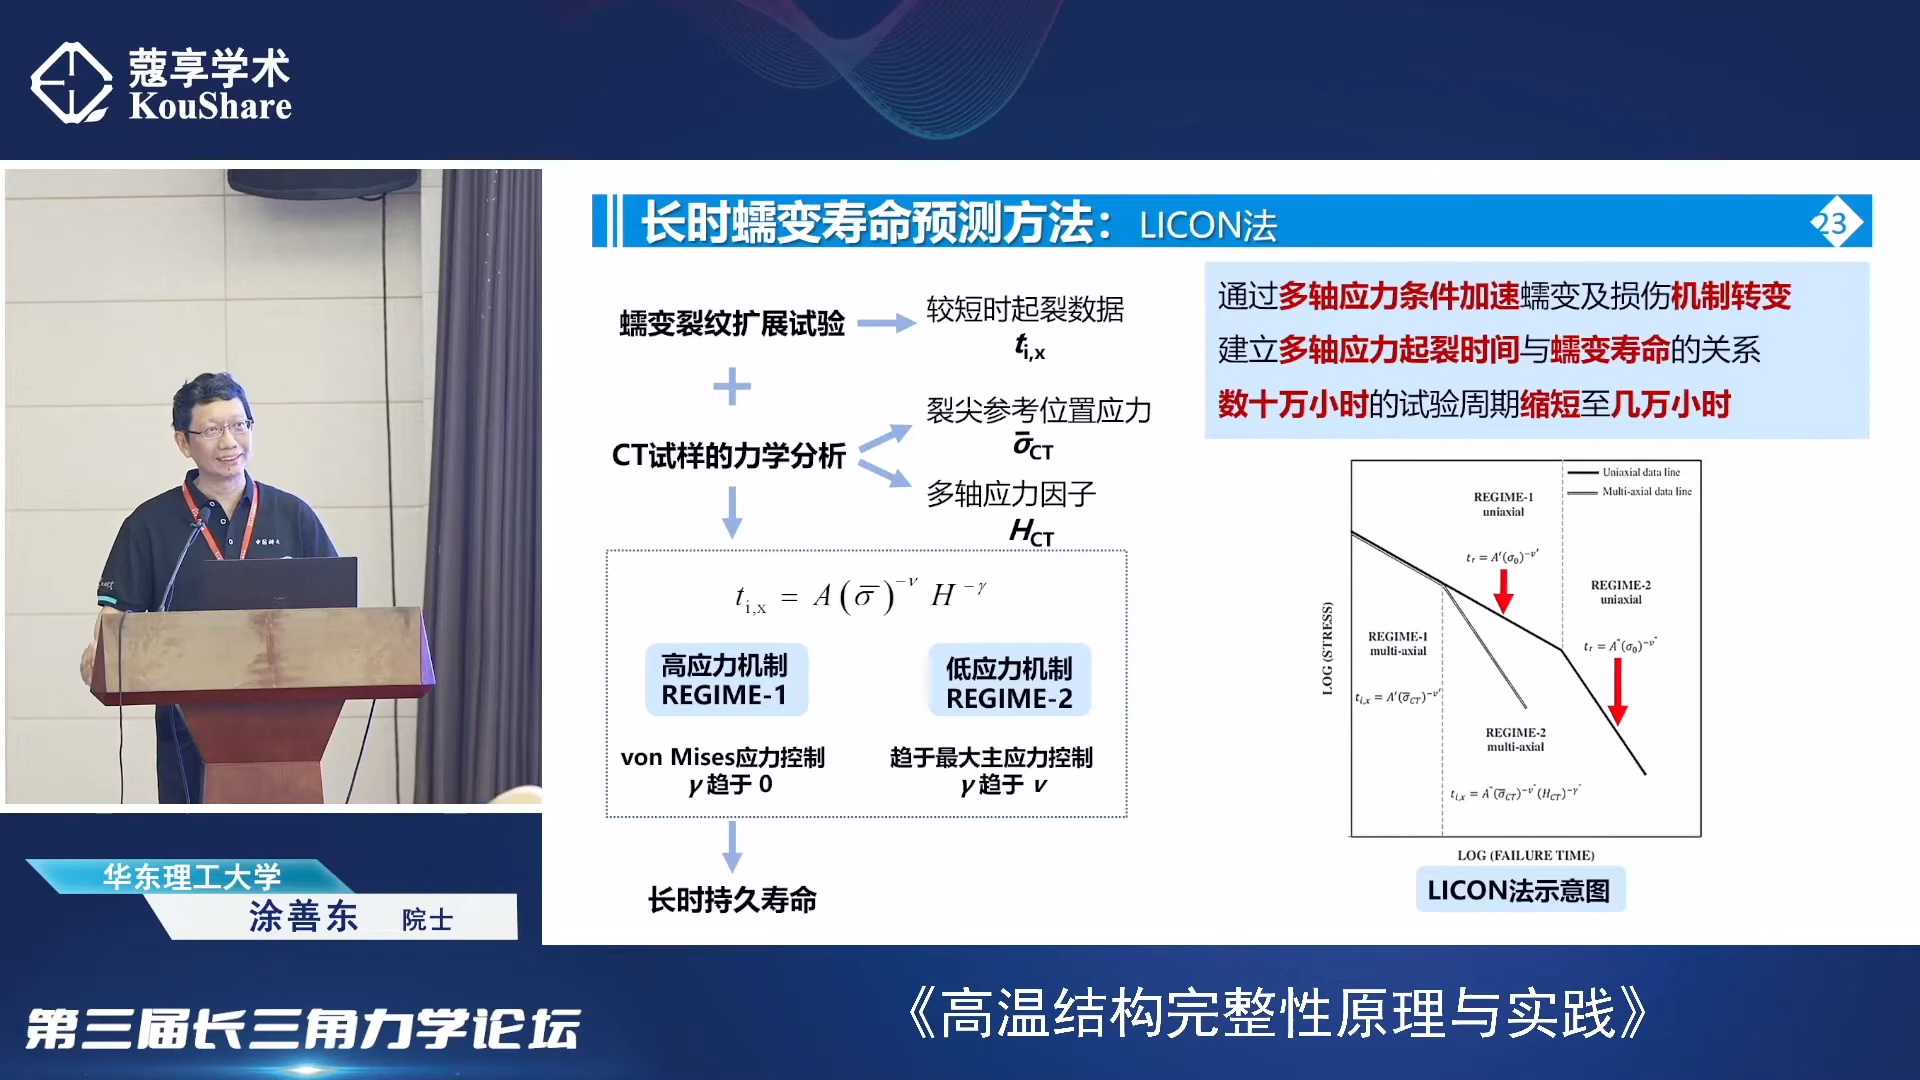 蔻享学术
KouShare
长时蠕变寿命预测方法：LICON法
23
蠕变裂纹扩展试验
较短时起裂数据
t i,x
+
CT试样的力学分析
裂尖参考位置应力
σ̄CT
多轴应力因子
HCT
t i,x = A(σ̄)^−ν H^−γ
高应力机制
REGIME-1
低应力机制
REGIME-2
von Mises应力控制
γ 趋于 0
趋于最大主应力控制
γ 趋于 ν
长时持久寿命
通过多轴应力条件加速蠕变及损伤机制转变
建立多轴应力起裂时间与蠕变寿命的关系
数十万小时的试验周期缩短至几万小时
Uniaxial data line
Multi-axial data line
REGIME-1
uniaxial
tr = A′(σ0)^−ν′
REGIME-2
uniaxial
tr = A″(σ0)^−ν″
REGIME-1
multi-axial
ti,x = A′(σ̄CT)^−ν′
REGIME-2
multi-axial
ti,x = A″(σ̄CT)^−ν″(HCT)^−γ″
LOG (STRESS)
LOG (FAILURE TIME)
LICON法示意图
华东理工大学
涂善东 院士
第三届长三角力学论坛
《高温结构完整性原理与实践》